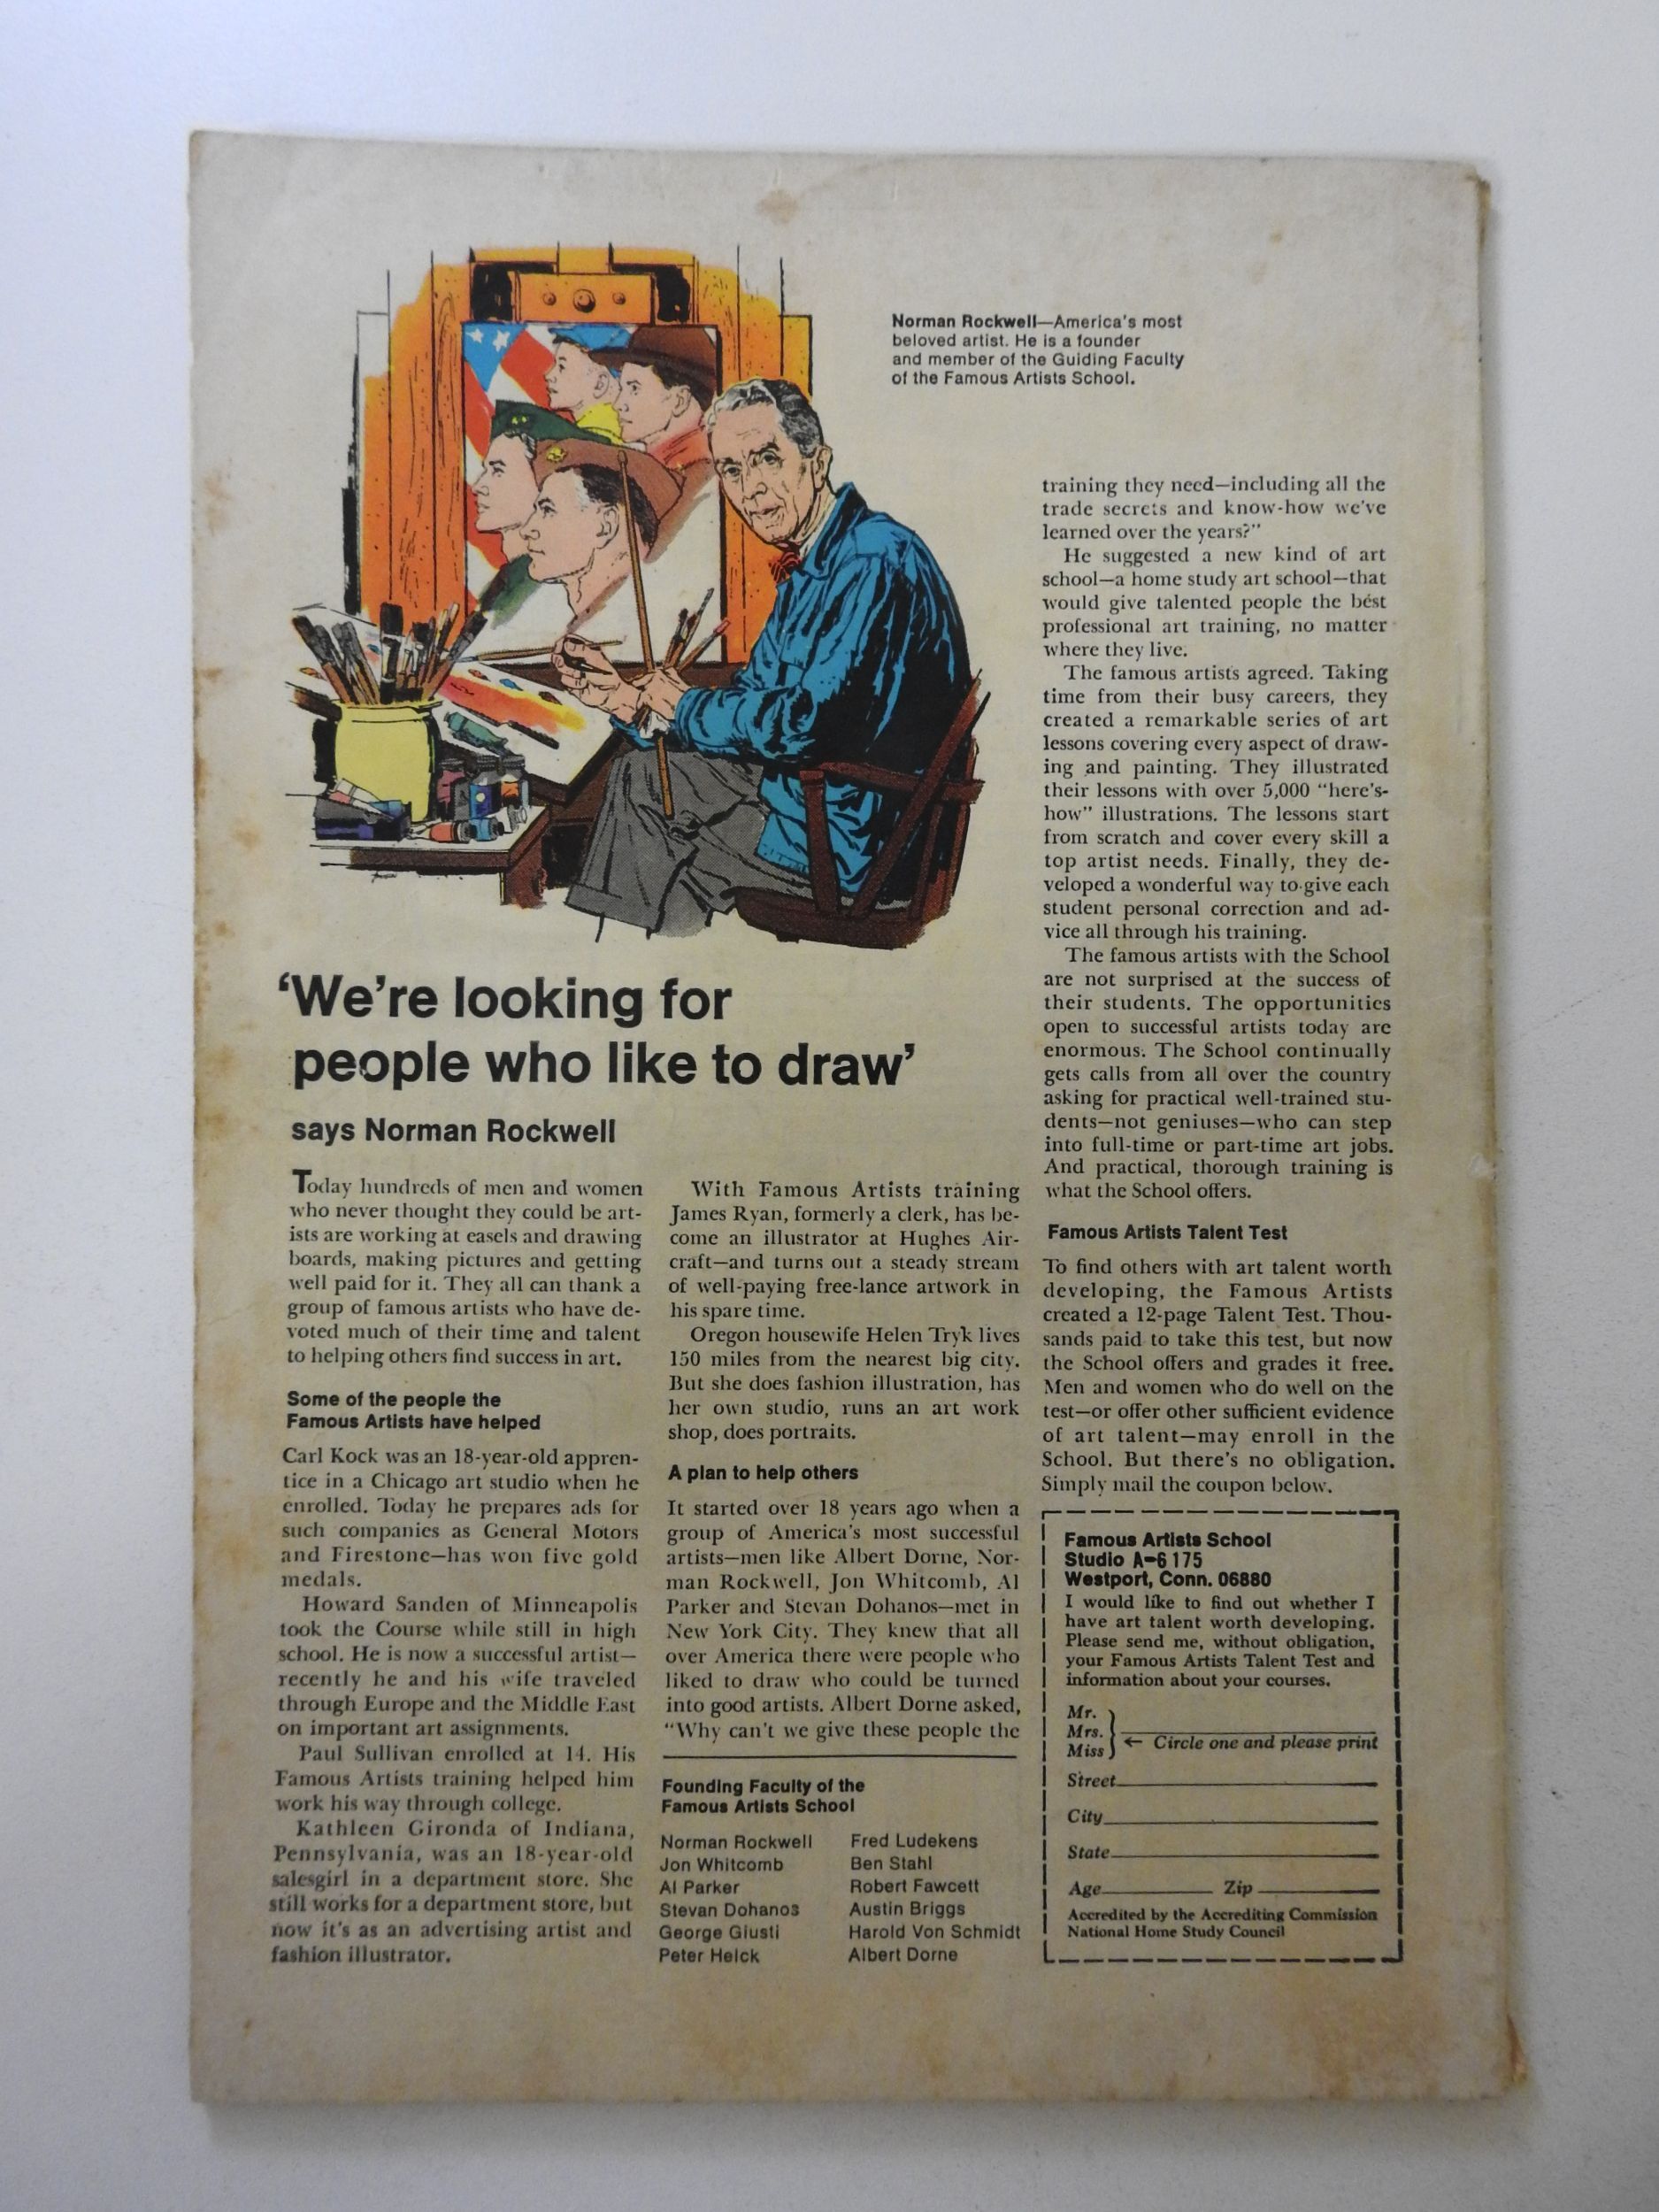 Norman Rockwell—America's most
beloved artist. He is a founder
and member of the Guiding Faculty
of the Famous Artists School.
'We're looking for
people who like to draw'
says Norman Rockwell
Today hundreds of men and women
who never thought they could be art-
ists are working at easels and drawing
boards, making pictures and getting
well paid for it. They all can thank a
group of famous artists who have de-
voted much of their time and talent
to helping others find success in art.
Some of the people the
Famous Artists have helped
Carl Kock was an 18-year-old appren-
tice in a Chicago art studio when he
enrolled. Today he prepares ads for
such companies as General Motors
and Firestone—has won five gold
medals.
Howard Sanden of Minneapolis
took the Course while still in high
school. He is now a successful artist—
recently he and his wife traveled
through Europe and the Middle East
on important art assignments.
Paul Sullivan enrolled at 14. His
Famous Artists training helped him
work his way through college.
Kathleen Gironda of Indiana,
Pennsylvania, was an 18-year-old
salesgirl in a department store. She
still works for a department store, but
now it's as an advertising artist and
fashion illustrator.
With Famous Artists training
James Ryan, formerly a clerk, has be-
come an illustrator at Hughes Air-
craft—and turns out a steady stream
of well-paying free-lance artwork in
his spare time.
Oregon housewife Helen Tryk lives
150 miles from the nearest big city.
But she does fashion illustration, has
her own studio, runs an art work
shop, does portraits.
A plan to help others
It started over 18 years ago when a
group of America's most successful
artists—men like Albert Dorne, Nor-
man Rockwell, Jon Whitcomb, Al
Parker and Stevan Dohanos—met in
New York City. They knew that all
over America there were people who
liked to draw who could be turned
into good artists. Albert Dorne asked,
"Why can't we give these people the
training they need—including all the
trade secrets and know-how we've
learned over the years?"
He suggested a new kind of art
school—a home study art school—that
would give talented people the best
professional art training, no matter
where they live.
The famous artists agreed. Taking
time from their busy careers, they
created a remarkable series of art
lessons covering every aspect of draw-
ing and painting. They illustrated
their lessons with over 5,000 "here's-
how" illustrations. The lessons start
from scratch and cover every skill a
top artist needs. Finally, they de-
veloped a wonderful way to give each
student personal correction and ad-
vice all through his training.
The famous artists with the School
are not surprised at the success of
their students. The opportunities
open to successful artists today are
enormous. The School continually
gets calls from all over the country
asking for practical well-trained stu-
dents—not geniuses—who can step
into full-time or part-time art jobs.
And practical, thorough training is
what the School offers.
Famous Artists Talent Test
To find others with art talent worth
developing, the Famous Artists
created a 12-page Talent Test. Thou-
sands paid to take this test, but now
the School offers and grades it free.
Men and women who do well on the
test—or offer other sufficient evidence
of art talent—may enroll in the
School. But there's no obligation.
Simply mail the coupon below.
Founding Faculty of the
Famous Artists School
Norman Rockwell
Jon Whitcomb
Al Parker
Stevan Dohanos
George Giusti
Peter Helck
Fred Ludekens
Ben Stahl
Robert Fawcett
Austin Briggs
Harold Von Schmidt
Albert Dorne
Famous Artists School
Studio A-6175
Westport, Conn. 06880
I would like to find out whether I
have art talent worth developing.
Please send me, without obligation,
your Famous Artists Talent Test and
information about your courses.
Mr.
Mrs.
Miss
← Circle one and please print
Street
City
State
Age Zip
Accredited by the Accrediting Commission
National Home Study Council